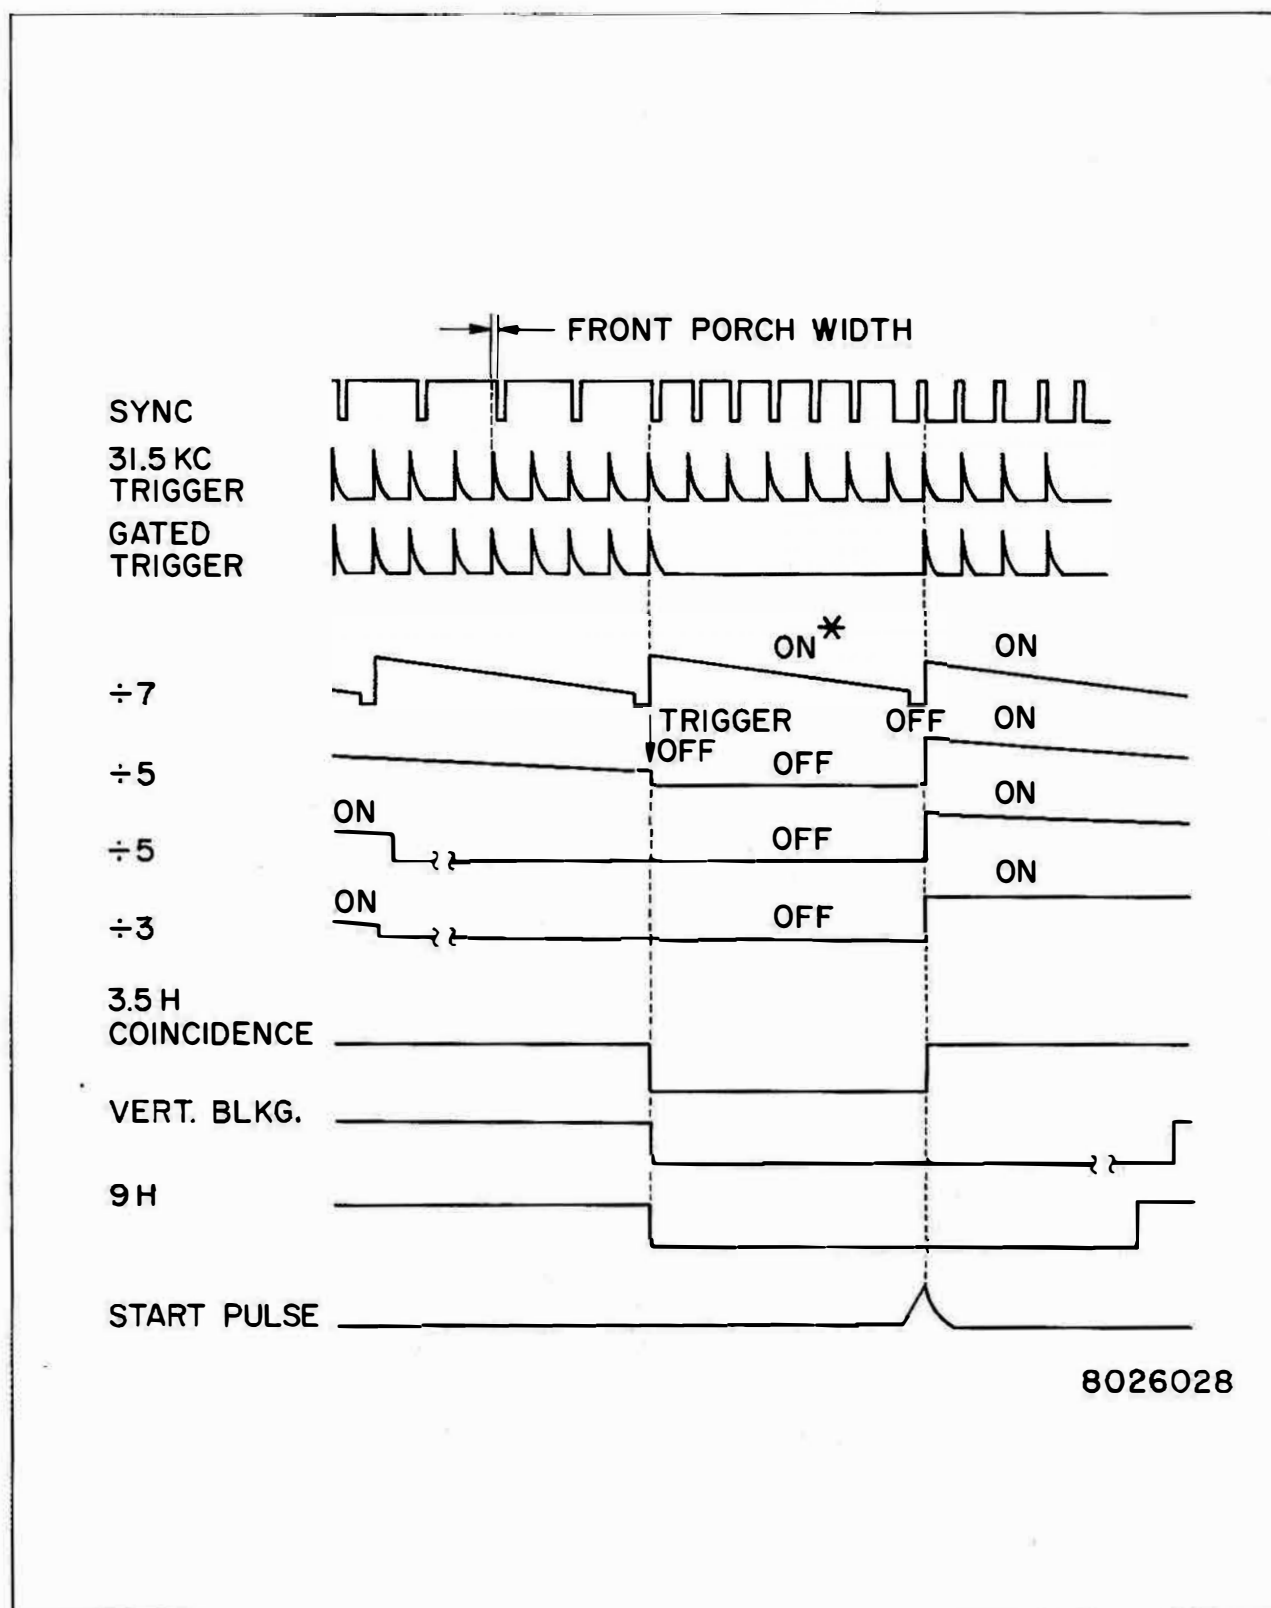 FRONT PORCH WIDTH
SYNC
31.5 KC
TRIGGER
GATED
TRIGGER
ON*
ON
÷7
TRIGGER
OFF
OFF
ON
÷5
OFF
ON
ON
÷5
OFF
ON
ON
÷3
OFF
3.5 H
COINCIDENCE
VERT. BLKG.
9 H
START PULSE
8026028